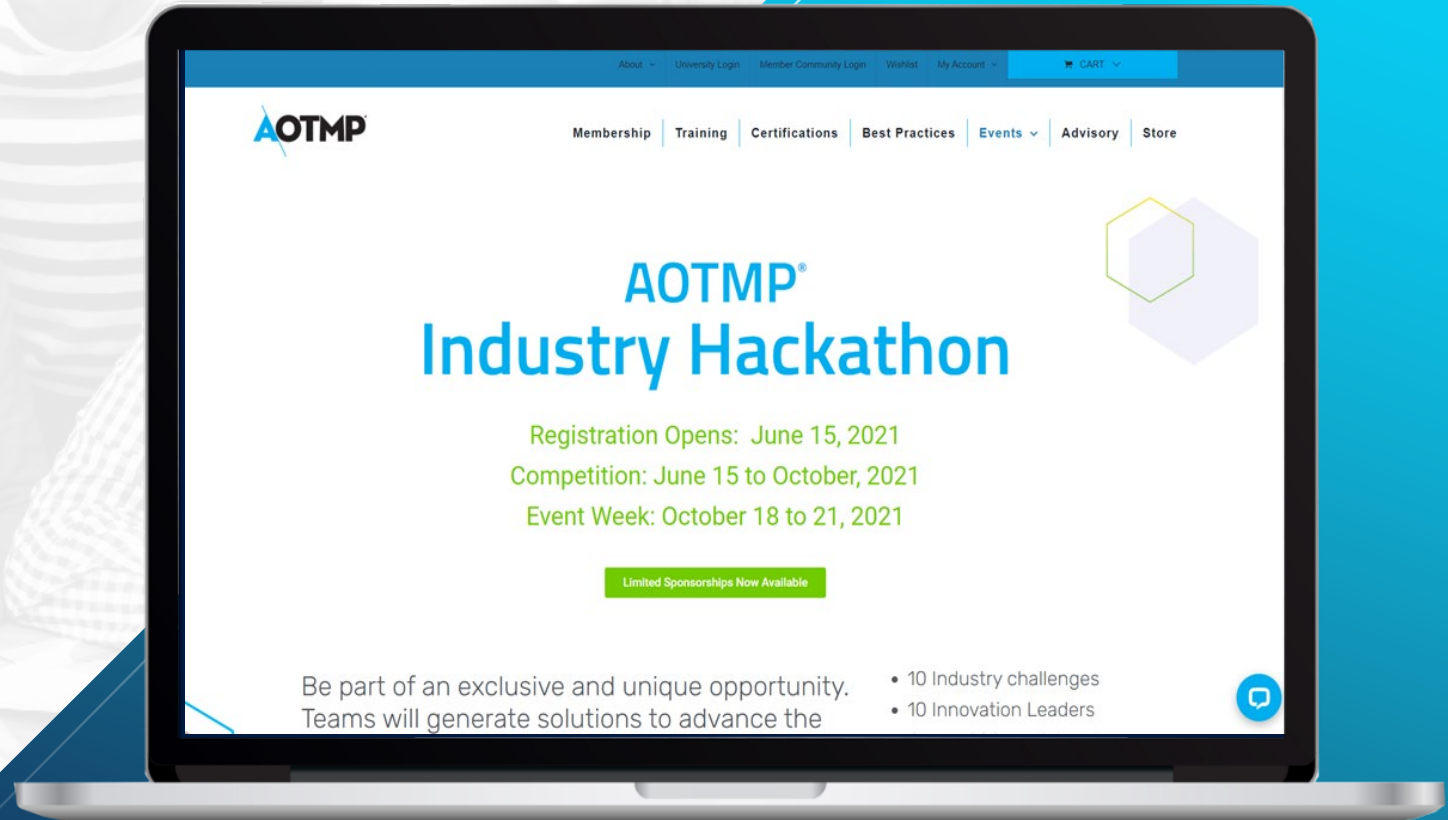 About University Login Member Community Login Wishlist My Account CART
AOTMP
Membership Training Certifications Best Practices Events Advisory Store
AOTMP®
Industry Hackathon
Registration Opens: June 15, 2021
Competition: June 15 to October, 2021
Event Week: October 18 to 21, 2021
Limited Sponsorships Now Available
Be part of an exclusive and unique opportunity.
Teams will generate solutions to advance the
• 10 Industry challenges
• 10 Innovation Leaders